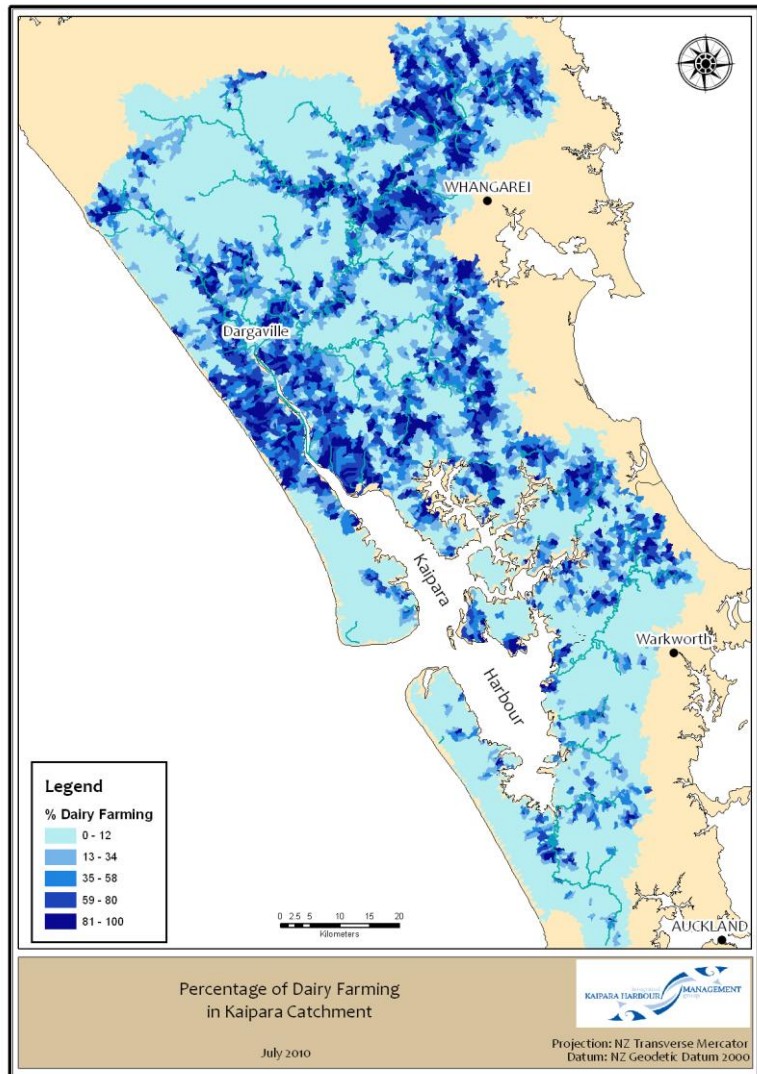 WHANGAREI
Dargaville
Kaipara
Harbour
Warkworth
AUCKLAND
Legend
% Dairy Farming
0 - 12
13 - 34
35 - 58
59 - 80
81 - 100
0 2.5 5 10 15 20
Kilometers
Percentage of Dairy Farming
in Kaipara Catchment
July 2010
KAIPARA HARBOUR
MANAGEMENT
group
Projection: NZ Transverse Mercator
Datum: NZ Geodetic Datum 2000